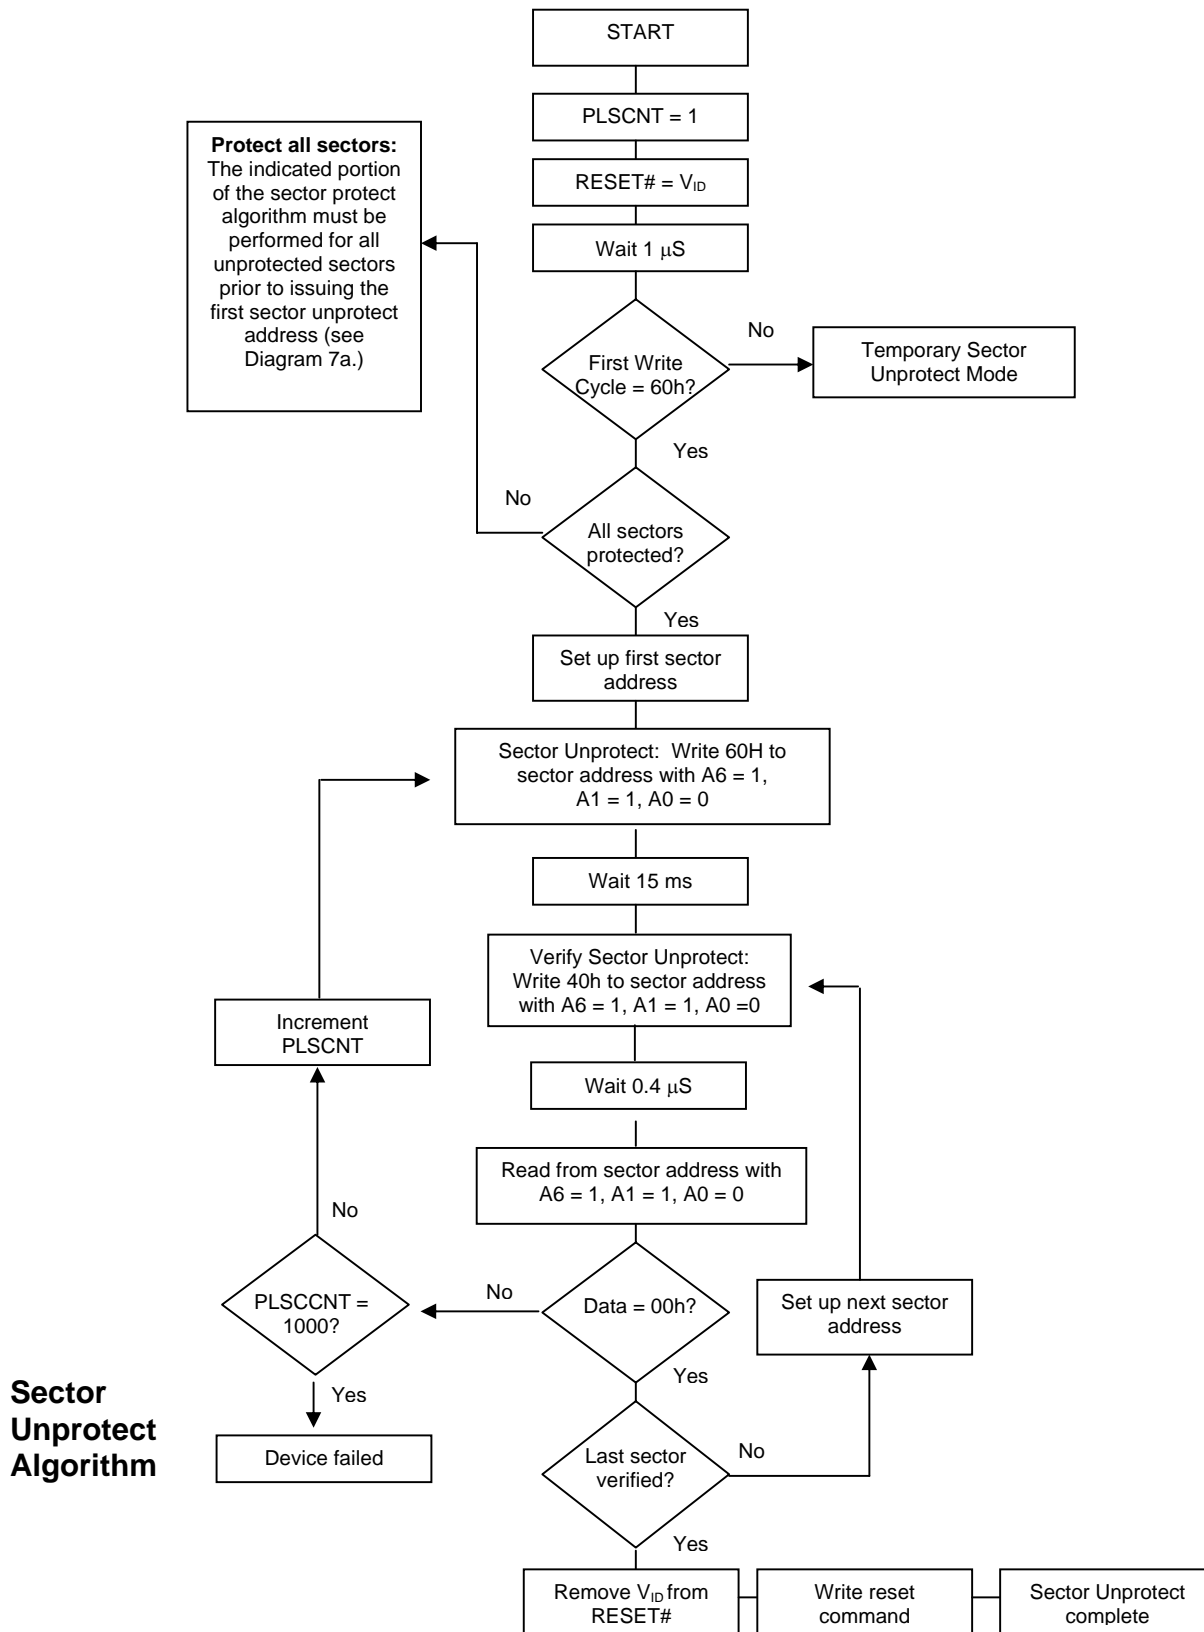 START
PLSCNT = 1
RESET# = VID
Wait 1 μS
Protect all sectors:
The indicated portion
of the sector protect
algorithm must be
performed for all
unprotected sectors
prior to issuing the
first sector unprotect
address (see
Diagram 7a.)
First Write
Cycle = 60h?
No
Temporary Sector
Unprotect Mode
Yes
No
All sectors
protected?
Yes
Set up first sector
address
Sector Unprotect:  Write 60H to
sector address with A6 = 1,
A1 = 1, A0 = 0
Wait 15 ms
Verify Sector Unprotect:
Write 40h to sector address
with A6 = 1, A1 = 1, A0 =0
Increment
PLSCNT
Wait 0.4 μS
Read from sector address with
A6 = 1, A1 = 1, A0 = 0
No
PLSCCNT =
1000?
No
Data = 00h?
Set up next sector
address
Yes
Yes
Sector
Unprotect
Algorithm
Device failed
Last sector
verified?
No
Yes
Remove VID from
RESET#
Write reset
command
Sector Unprotect
complete